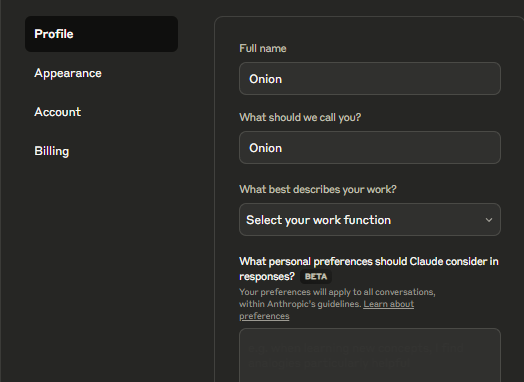 Profile
Appearance
Account
Billing
Full name
Onion
What should we call you?
Onion
What best describes your work?
Select your work function
What personal preferences should Claude consider in
responses? BETA
Your preferences will apply to all conversations,
within Anthropic's guidelines. Learn about
preferences